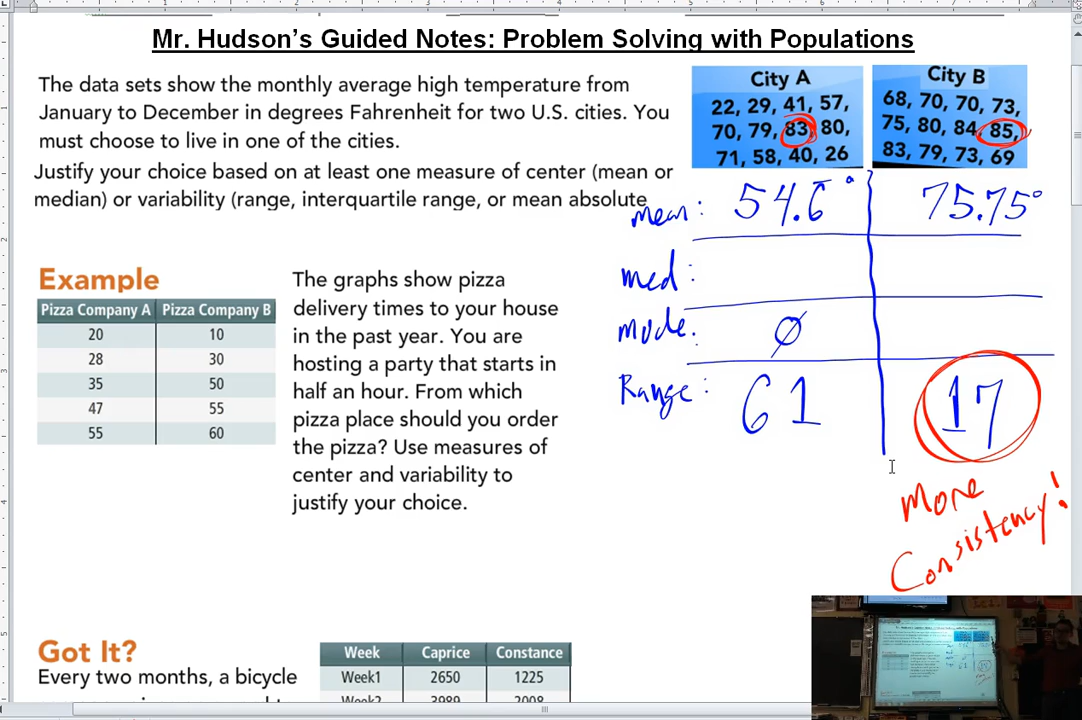 Mr. Hudson's Guided Notes: Problem Solving with Populations
The data sets show the monthly average high temperature from
January to December in degrees Fahrenheit for two U.S. cities. You
must choose to live in one of the cities.
Justify your choice based on at least one measure of center (mean or
median) or variability (range, interquartile range, or mean absolute
City A
22, 29, 41, 57,
70, 79, 83, 80,
71, 58, 40, 26
City B
68, 70, 70, 73,
75, 80, 84, 85,
83, 79, 73, 69
mean: 54.6° 75.75°
med:
mode: ∅
Range: 61 17
More
Consistency!
Example
Pizza Company A Pizza Company B
20 10
28 30
35 50
47 55
55 60
The graphs show pizza
delivery times to your house
in the past year. You are
hosting a party that starts in
half an hour. From which
pizza place should you order
the pizza? Use measures of
center and variability to
justify your choice.
Got It?
Every two months, a bicycle
Week Caprice Constance
Week1 2650 1225